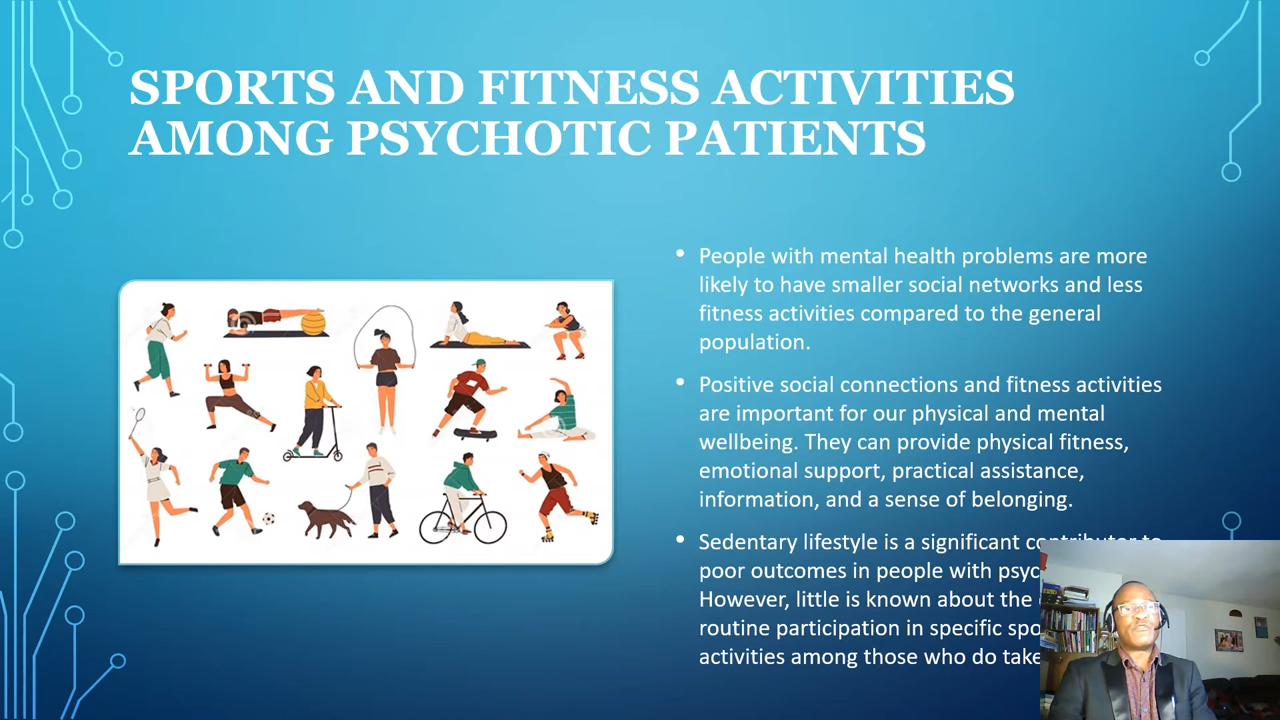 SPORTS AND FITNESS ACTIVITIES
AMONG PSYCHOTIC PATIENTS
• People with mental health problems are more
likely to have smaller social networks and less
fitness activities compared to the general
population.
• Positive social connections and fitness activities
are important for our physical and mental
wellbeing. They can provide physical fitness,
emotional support, practical assistance,
information, and a sense of belonging.
• Sedentary lifestyle is a significant contributor to
poor outcomes in people with psyc
However, little is known about the
routine participation in specific spo
activities among those who do take